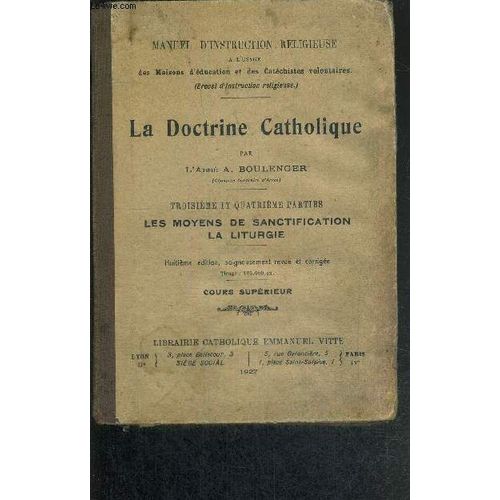 MANUEL D'INSTRUCTION RELIGIEUSE
A L'USAGE
des Maisons d'éducation et des Catéchistes volontaires.
(Brevet d'Instruction religieuse.)
La Doctrine Catholique
PAR
L'ABBÉ A. BOULENGER
TROISIÈME ET QUATRIÈME PARTIES
LES MOYENS DE SANCTIFICATION
LA LITURGIE
Huitième édition, soigneusement revue et corrigée
COURS SUPÉRIEUR
LIBRAIRIE CATHOLIQUE EMMANUEL VITTE
LYON 3, place Bellecour, 3 5, rue Garancière, 5 PARIS
SIÈGE SOCIAL 1, place Saint-Sulpice, 1
1927